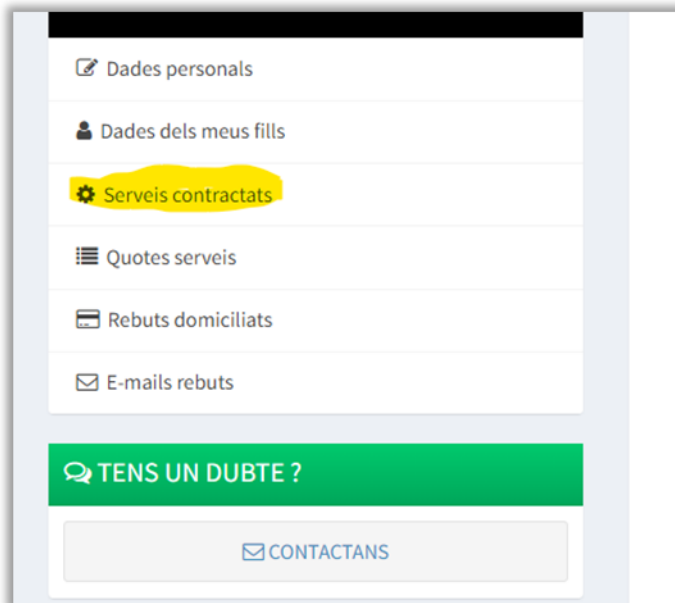 Dades personals
Dades dels meus fills
Serveis contractats
Quotes serveis
Rebuts domiciliats
E-mails rebuts
TENS UN DUBTE ?
CONTACTANS